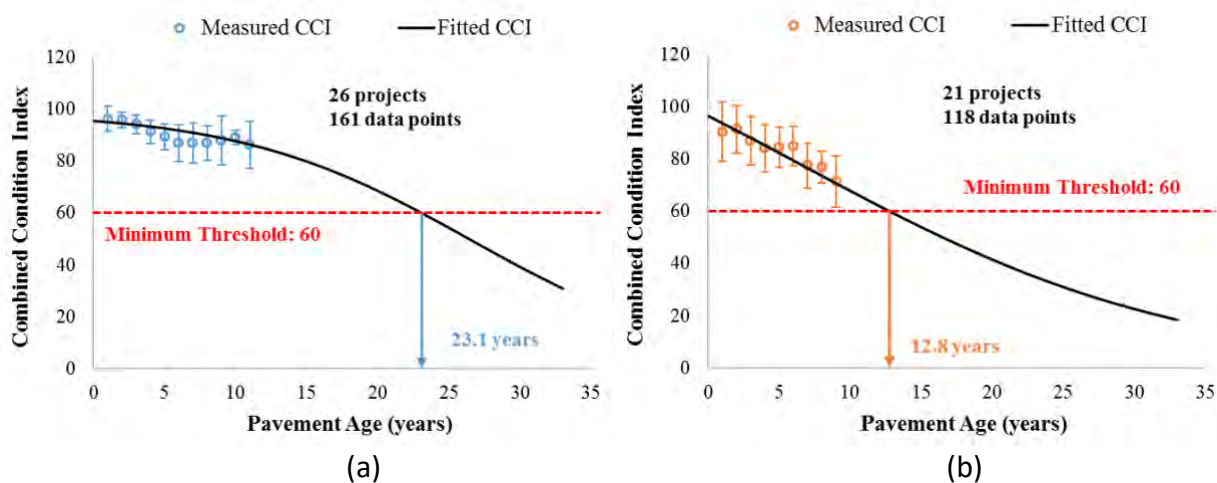 Measured CCI
Fitted CCI
120
100
80
60
40
20
0
Combined Condition Index
26 projects
161 data points
Minimum Threshold: 60
23.1 years
0 5 10 15 20 25 30 35
Pavement Age (years)
(a)
Measured CCI
Fitted CCI
120
100
80
60
40
20
0
Combined Condition Index
21 projects
118 data points
Minimum Threshold: 60
12.8 years
0 5 10 15 20 25 30 35
Pavement Age (years)
(b)